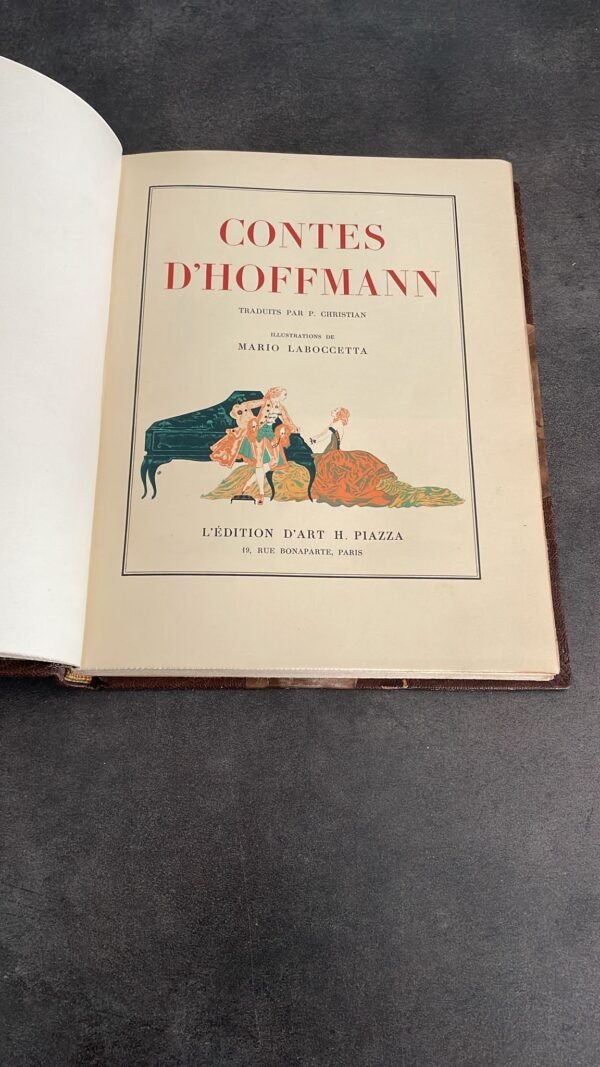 CONTES
D'HOFFMANN
TRADUITS PAR P. CHRISTIAN
ILLUSTRATIONS DE
MARIO LABOCCETTA
L'ÉDITION D'ART H. PIAZZA
19, RUE BONAPARTE, PARIS